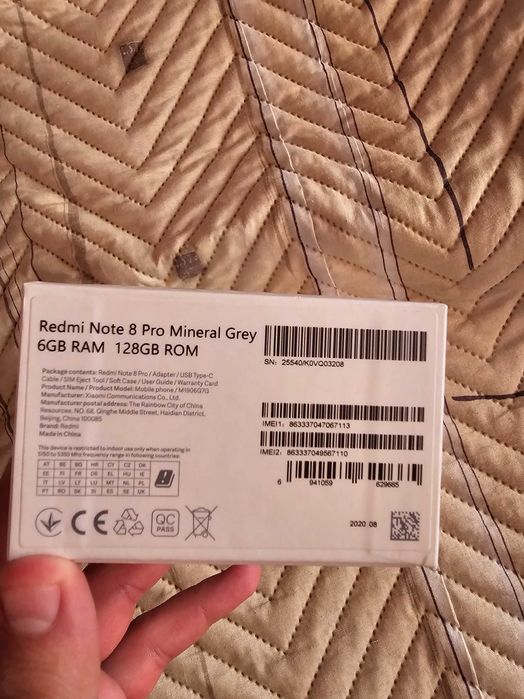 Redmi Note 8 Pro Mineral Grey
6GB RAM 128GB ROM
Package contents: Redmi Note 8 Pro / Adapter / USB Type-C
Cable / SIM Eject Tool / Soft Case / User Guide / Warranty Card
Product Name / Product Model: Mobile phone / M1906G7G
Manufacturer: Xiaomi Communications Co., Ltd.
Manufacturer postal address: The Rainbow City of China
Resources, NO. 68, Qinghe Middle Street, Haidian District,
Beijing, China 100085
Brand: Redmi
Made in China
This device is restricted to indoor use only when operating in
5150 to 5350 MHz frequency range in following countries:
AT BE BG HR CY CZ DK
EE FI FR DE EL HU IE
IT LV LT LU MT NL PL
PT RO SK SI ES SE UK
CE
QC
PASS
SN: 25540/K0VQ03208
IMEI1: 863337047067113
IMEI2: 863337049567110
6 941059 629665
2020.08